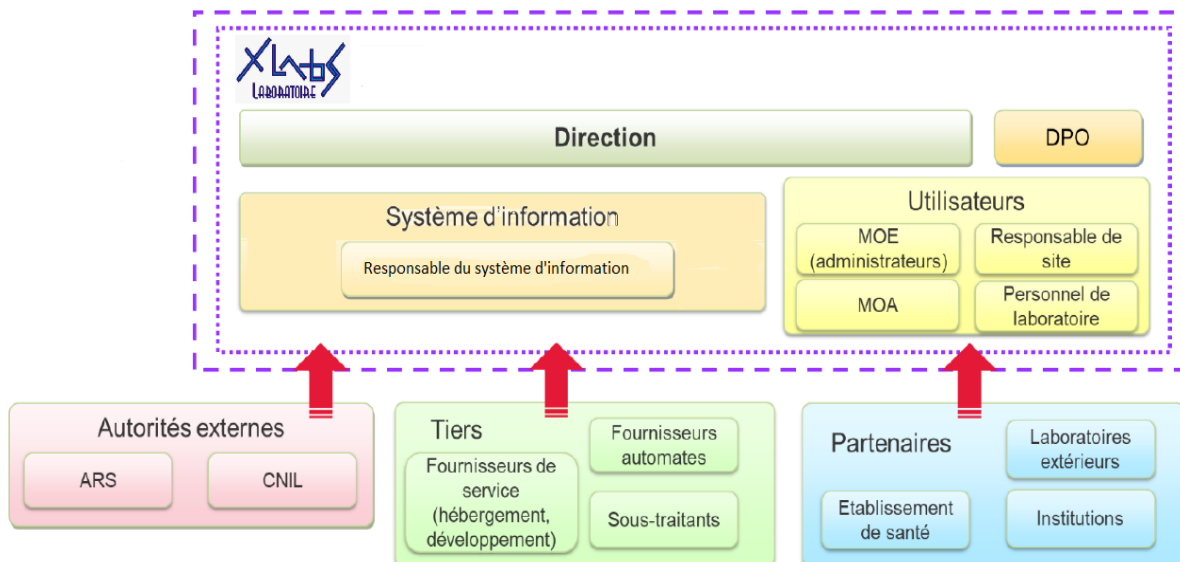 XLabS
LABORATOIRE
Direction
DPO
Système d'information
Responsable du système d'information
Utilisateurs
MOE
(administrateurs)
Responsable de
site
MOA
Personnel de
laboratoire
Autorités externes
ARS
CNIL
Tiers
Fournisseurs de
service
(hébergement,
développement)
Fournisseurs
automates
Sous-traitants
Partenaires
Laboratoires
extérieurs
Etablissement
de santé
Institutions